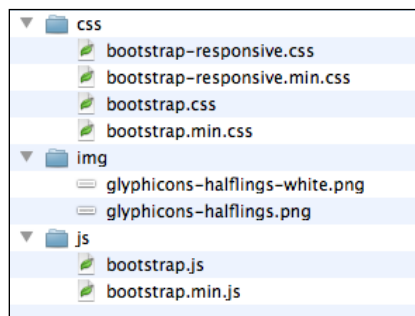 css
bootstrap-responsive.css
bootstrap-responsive.min.css
bootstrap.css
bootstrap.min.css
img
glyphicons-halflings-white.png
glyphicons-halflings.png
js
bootstrap.js
bootstrap.min.js